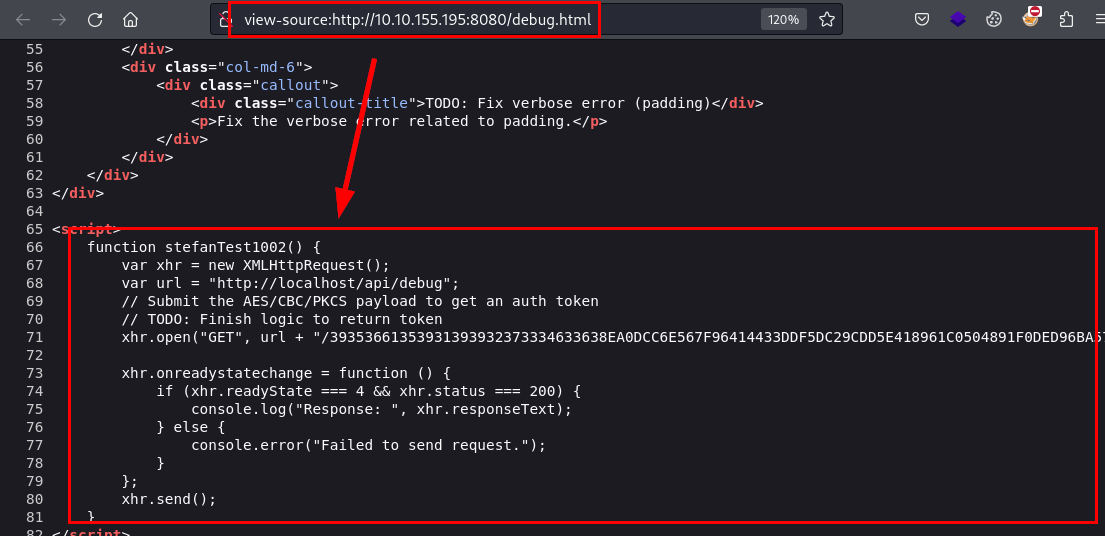 view-source:http://10.10.155.195:8080/debug.html
120%
55 </div>
56 <div class="col-md-6">
57 <div class="callout">
58 <div class="callout-title">TODO: Fix verbose error (padding)</div>
59 <p>Fix the verbose error related to padding.</p>
60 </div>
61 </div>
62 </div>
63 </div>
64
65 <script>
66 function stefanTest1002() {
67 var xhr = new XMLHttpRequest();
68 var url = "http://localhost/api/debug";
69 // Submit the AES/CBC/PKCS payload to get an auth token
70 // TODO: Finish logic to return token
71 xhr.open("GET", url + "/39353661353931393932373334633638EA0DCC6E567F96414433DDF5DC29CDD5E418961C0504891F0DED96BA57
72
73 xhr.onreadystatechange = function () {
74 if (xhr.readyState === 4 && xhr.status === 200) {
75 console.log("Response: ", xhr.responseText);
76 } else {
77 console.error("Failed to send request.");
78 }
79 };
80 xhr.send();
81 }
82 </script>